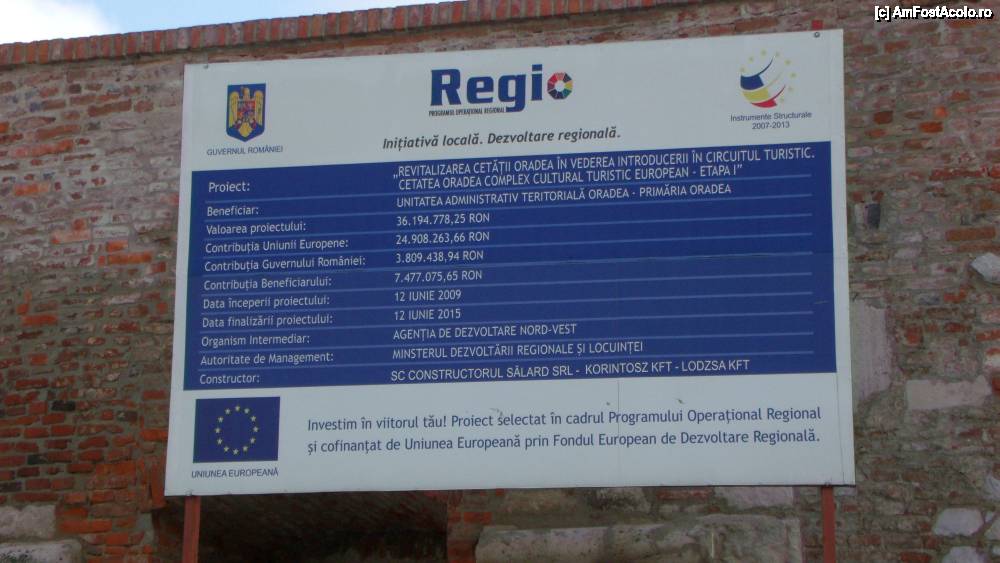 [c] AmFostAcolo.ro
GUVERNUL ROMÂNIEI
Regio
PROGRAMUL OPERAȚIONAL REGIONAL
Inițiativă locală. Dezvoltare regională.
Instrumente Structurale
2007-2013
Proiect: „REVITALIZAREA CETĂȚII ORADEA ÎN VEDEREA INTRODUCERII ÎN CIRCUITUL TURISTIC.
CETATEA ORADEA COMPLEX CULTURAL TURISTIC EUROPEAN - ETAPA I”
Beneficiar: UNITATEA ADMINISTRATIV TERITORIALĂ ORADEA - PRIMĂRIA ORADEA
Valoarea proiectului: 36.194.778,25 RON
Contribuția Uniunii Europene: 24.908.263,66 RON
Contribuția Guvernului României: 3.809.438,94 RON
Contribuția Beneficiarului: 7.477.075,65 RON
Data începerii proiectului: 12 IUNIE 2009
Data finalizării proiectului: 12 IUNIE 2015
Organism Intermediar: AGENȚIA DE DEZVOLTARE NORD-VEST
Autoritate de Management: MINSTERUL DEZVOLTĂRII REGIONALE ȘI LOCUINȚEI
Constructor: SC CONSTRUCTORUL SĂLARD SRL - KORINTOSZ KFT - LODZSA KFT
UNIUNEA EUROPEANĂ
Investim în viitorul tău! Proiect selectat în cadrul Programului Operațional Regional
și cofinanțat de Uniunea Europeană prin Fondul European de Dezvoltare Regională.